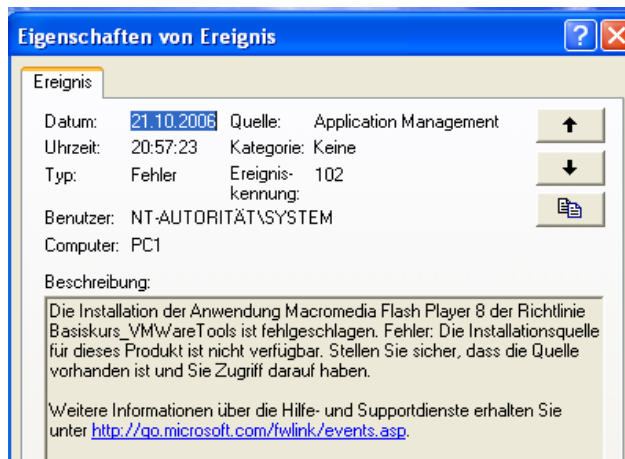 Eigenschaften von Ereignis
Ereignis
Datum: 21.10.2006 Quelle: Application Management
Uhrzeit: 20:57:23 Kategorie: Keine
Typ: Fehler Ereignis-kennung: 102
Benutzer: NT-AUTORITÄT\SYSTEM
Computer: PC1
Beschreibung:
Die Installation der Anwendung Macromedia Flash Player 8 der Richtlinie
Basiskurs_VMWareTools ist fehlgeschlagen. Fehler: Die Installationsquelle
für dieses Produkt ist nicht verfügbar. Stellen Sie sicher, dass die Quelle
vorhanden ist und Sie Zugriff darauf haben.
Weitere Informationen über die Hilfe- und Supportdienste erhalten Sie
unter http://go.microsoft.com/fwlink/events.asp.